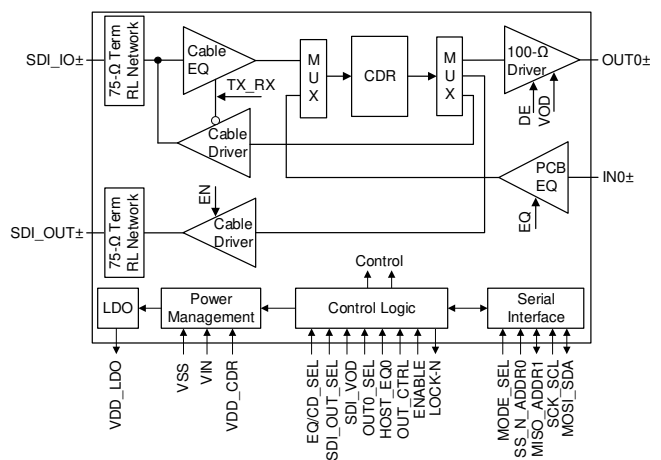 SDI_IO±
75-Ω Term
RL Network
Cable
EQ
TX_RX
Cable
Driver
MUX
CDR
MUX
100-Ω
Driver
OUT0±
DE
VOD
PCB
EQ
IN0±
EQ
SDI_OUT±
75-Ω Term
RL Network
EN
Cable
Driver
Control
LDO
Power
Management
Control Logic
Serial
Interface
VDD_LDO
VSS
VIN
VDD_CDR
EQ/CD_SEL
SDI_OUT_SEL
SDI_VOD
OUT0_SEL
HOST_EQ0
OUT_CTRL
ENABLE
LOCK-N
MODE_SEL
SS_N_ADDR0
MISO_ADDR1
SCK_SCL
MOSI_SDA